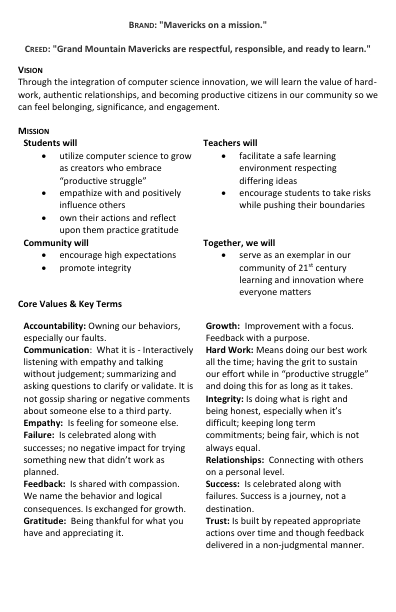 BRAND: "Mavericks on a mission."
CREED: "Grand Mountain Mavericks are respectful, responsible, and ready to learn."
VISION
Through the integration of computer science innovation, we will learn the value of hard-
work, authentic relationships, and becoming productive citizens in our community so we
can feel belonging, significance, and engagement.
MISSION
Students will
• utilize computer science to grow
as creators who embrace
“productive struggle”
• empathize with and positively
influence others
• own their actions and reflect
upon them practice gratitude
Teachers will
• facilitate a safe learning
environment respecting
differing ideas
• encourage students to take risks
while pushing their boundaries
Community will
• encourage high expectations
• promote integrity
Together, we will
• serve as an exemplar in our
community of 21st century
learning and innovation where
everyone matters
Core Values & Key Terms
Accountability: Owning our behaviors,
especially our faults.
Communication: What it is - Interactively
listening with empathy and talking
without judgement; summarizing and
asking questions to clarify or validate. It is
not gossip sharing or negative comments
about someone else to a third party.
Empathy: Is feeling for someone else.
Failure: Is celebrated along with
successes; no negative impact for trying
something new that didn’t work as
planned.
Feedback: Is shared with compassion.
We name the behavior and logical
consequences. Is exchanged for growth.
Gratitude: Being thankful for what you
have and appreciating it.
Growth: Improvement with a focus.
Feedback with a purpose.
Hard Work: Means doing our best work
all the time; having the grit to sustain
our effort while in “productive struggle”
and doing this for as long as it takes.
Integrity: Is doing what is right and
being honest, especially when it’s
difficult; keeping long term
commitments; being fair, which is not
always equal.
Relationships: Connecting with others
on a personal level.
Success: Is celebrated along with
failures. Success is a journey, not a
destination.
Trust: Is built by repeated appropriate
actions over time and though feedback
delivered in a non-judgmental manner.